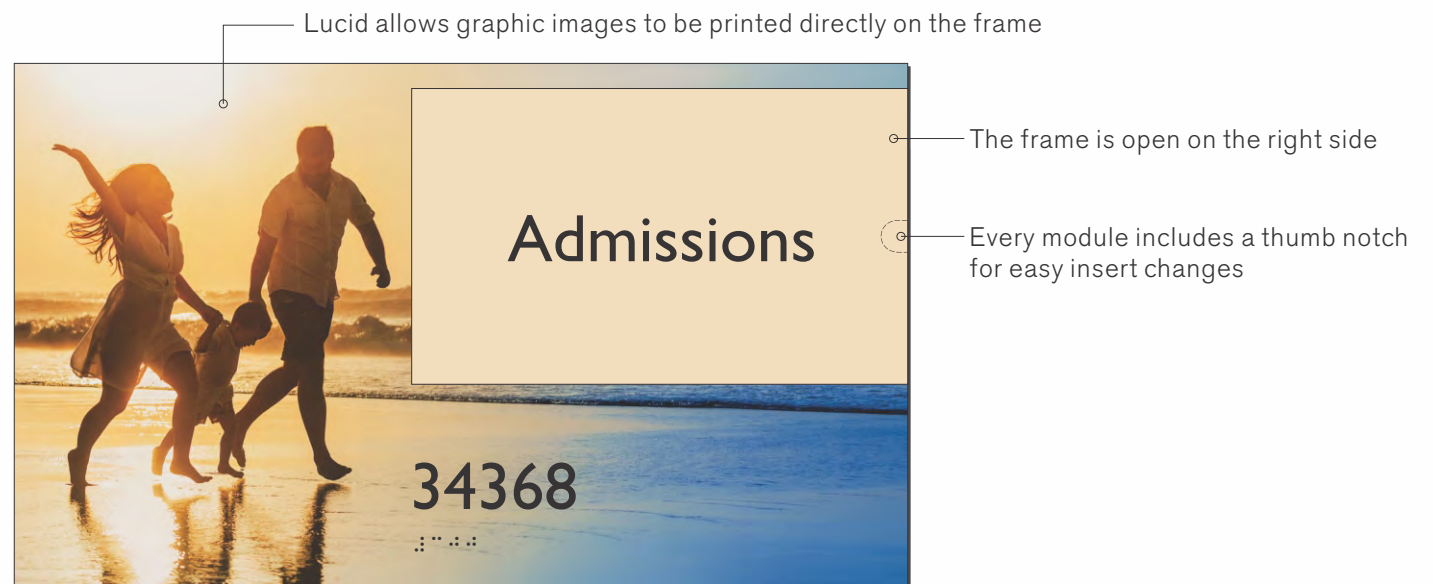 Lucid allows graphic images to be printed directly on the frame
The frame is open on the right side
Admissions
Every module includes a thumb notch
for easy insert changes
34368